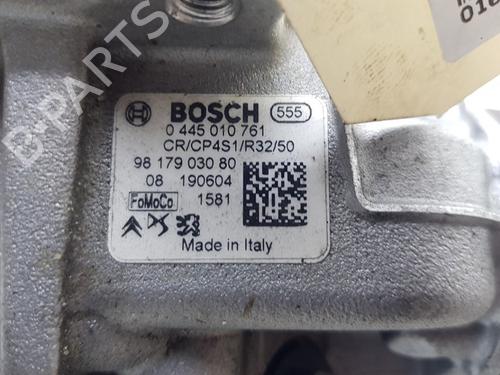 B-PARTS
BOSCH 555
0 445 010 761
CR/CP4S1/R32/50
98 179 030 80
08 190604
FoMoCo 1581
Made in Italy